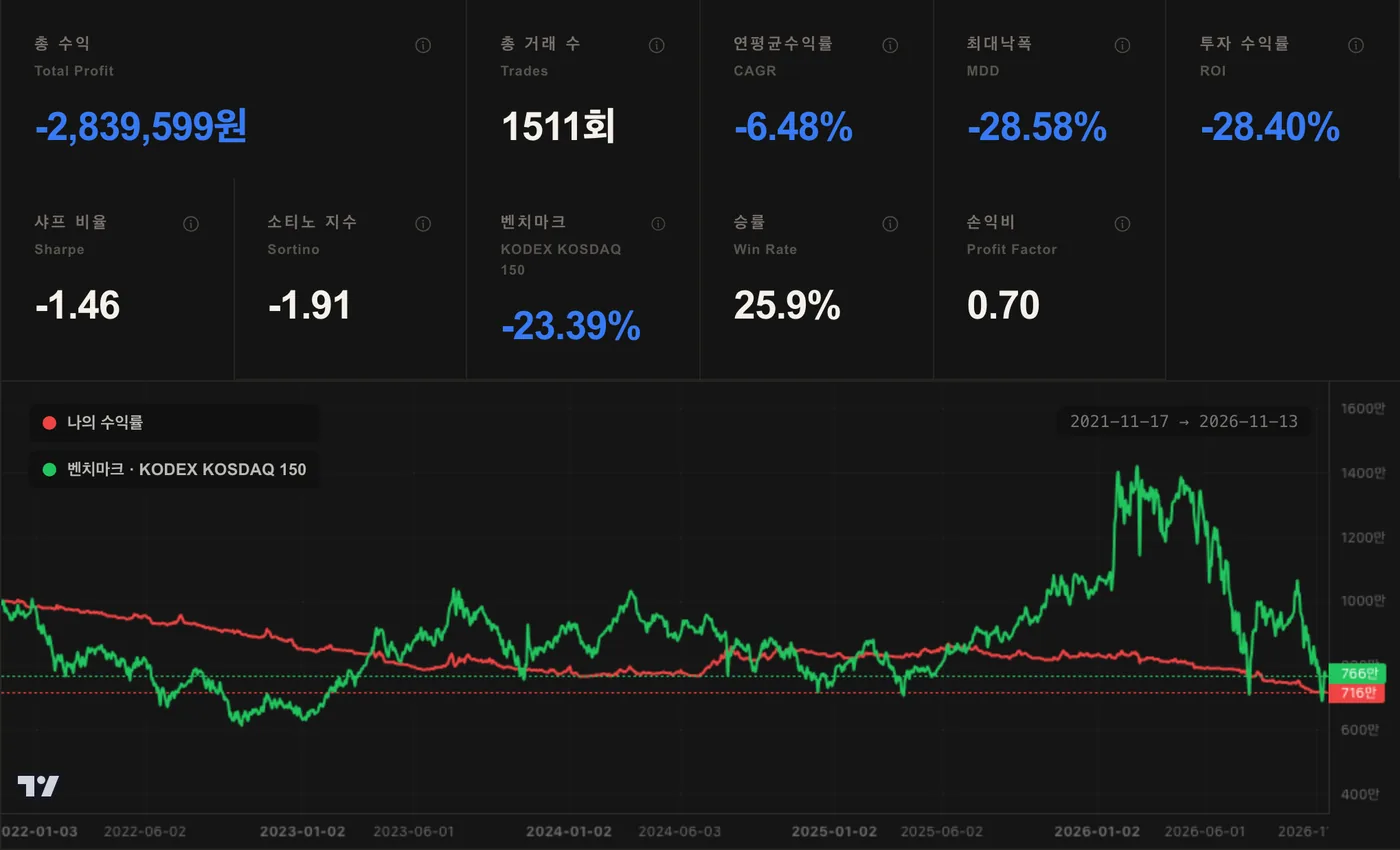 총 수익
Total Profit
-2,839,599원
총 거래 수
Trades
1511회
연평균수익률
CAGR
-6.48%
최대낙폭
MDD
-28.58%
투자 수익률
ROI
-28.40%
샤프 비율
Sharpe
-1.46
소티노 지수
Sortino
-1.91
벤치마크
KODEX KOSDAQ
150
-23.39%
승률
Win Rate
25.9%
손익비
Profit Factor
0.70
나의 수익률
벤치마크 · KODEX KOSDAQ 150
2021-11-17 → 2026-11-13
1600만
1400만
1200만
1000만
766만
716만
600만
400만
022-01-03
2022-06-02
2023-01-02
2023-06-01
2024-01-02
2024-06-03
2025-01-02
2025-06-02
2026-01-02
2026-06-01